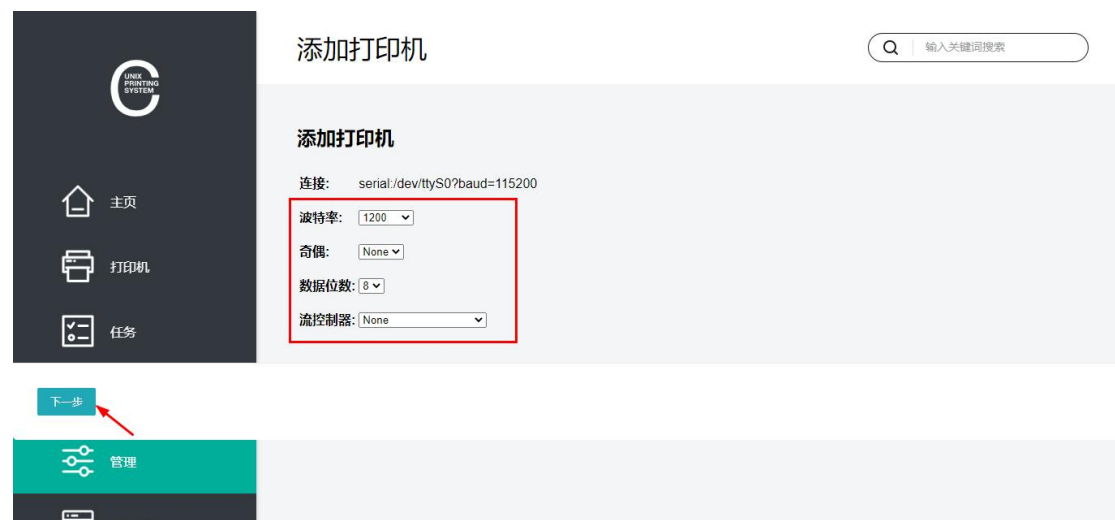 UNIX
PRINTING
SYSTEM
添加打印机
输入关键词搜索
添加打印机
连接: serial:/dev/ttyS0?baud=115200
波特率: 1200
奇偶: None
数据位数: 8
流控制器: None
主页
打印机
任务
下一步
管理